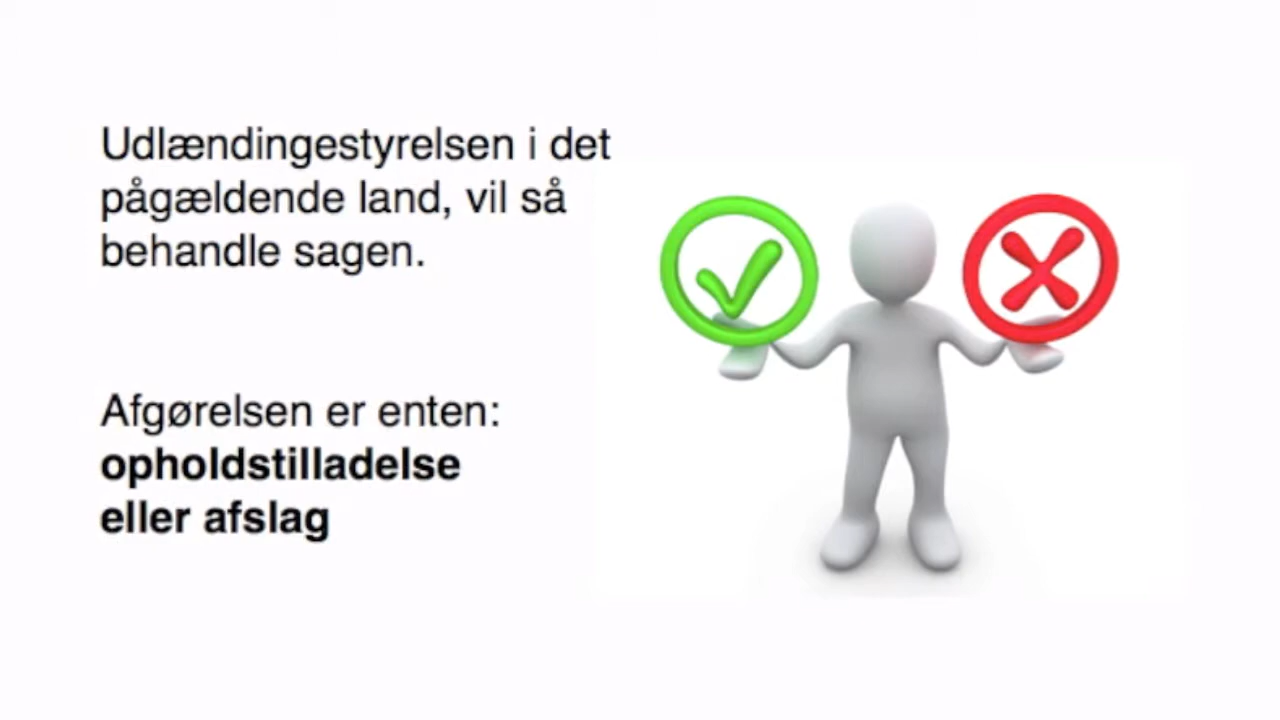 Udlændingestyrelsen i det
pågældende land, vil så
behandle sagen.
Afgørelsen er enten:
opholdstilladelse
eller afslag